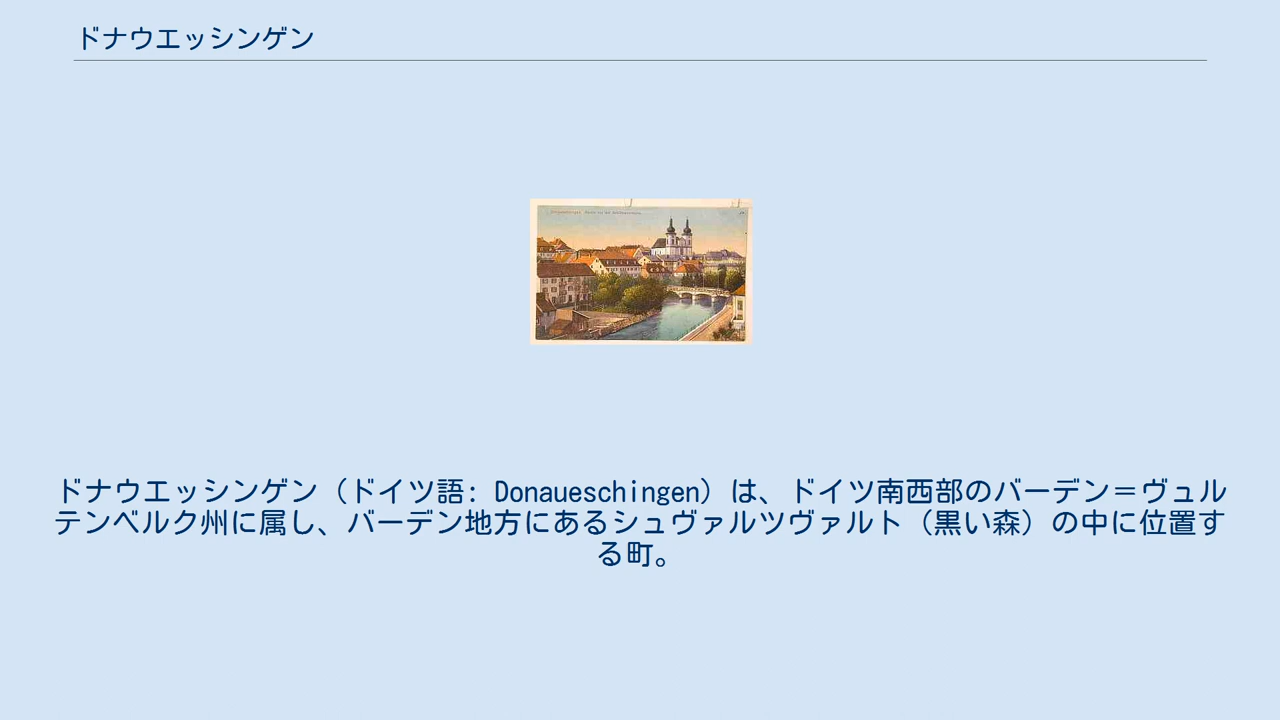 ドナウエッシンゲン
ドナウエッシンゲン（ドイツ語: Donaueschingen）は、ドイツ南西部のバーデン＝ヴュル
テンベルク州に属し、バーデン地方にあるシュヴァルツヴァルト（黒い森）の中に位置す
る町。